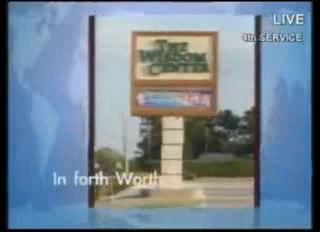 LIVE
4th SERVICE
THE
WISDOM
CENTER
In forth Worth